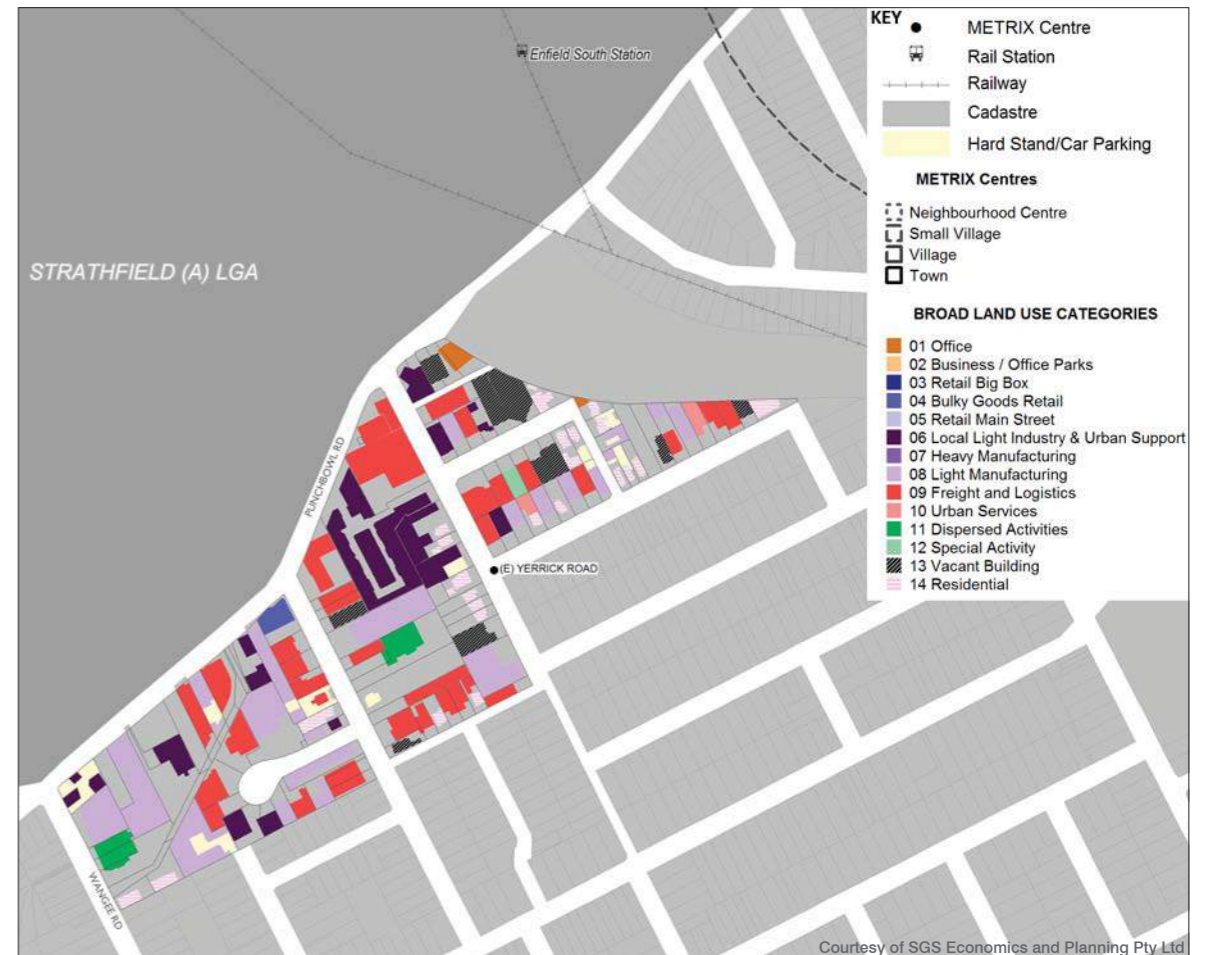 KEY
METRIX Centre
Rail Station
Railway
Cadastre
Hard Stand/Car Parking
METRIX Centres
Neighbourhood Centre
Small Village
Village
Town
BROAD LAND USE CATEGORIES
01 Office
02 Business / Office Parks
03 Retail Big Box
04 Bulky Goods Retail
05 Retail Main Street
06 Local Light Industry & Urban Support
07 Heavy Manufacturing
08 Light Manufacturing
09 Freight and Logistics
10 Urban Services
11 Dispersed Activities
12 Special Activity
13 Vacant Building
14 Residential
Enfield South Station
STRATHFIELD (A) LGA
PUNCHBOWL RD
(E) YERRICK ROAD
WANGEE RD
Courtesy of SGS Economics and Planning Pty Ltd